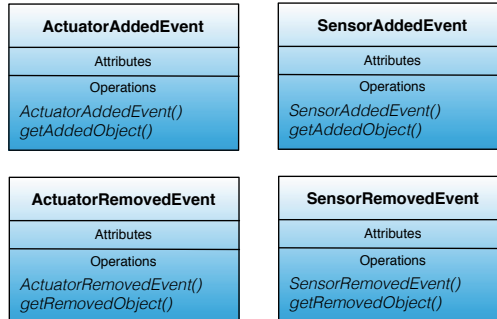 ActuatorAddedEvent
Attributes
Operations
ActuatorAddedEvent()
getAddedObject()
SensorAddedEvent
Attributes
Operations
SensorAddedEvent()
getAddedObject()
ActuatorRemovedEvent
Attributes
Operations
ActuatorRemovedEvent()
getRemovedObject()
SensorRemovedEvent
Attributes
Operations
SensorRemovedEvent()
getRemovedObject()